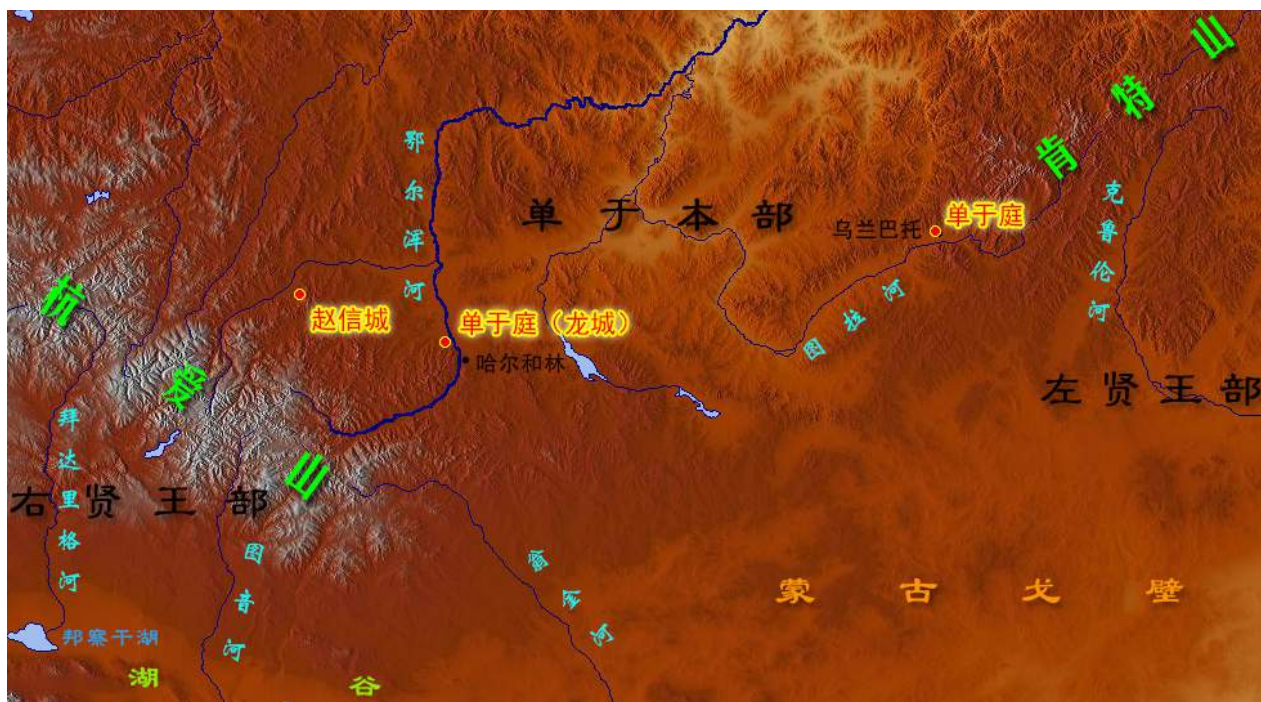 肯特山
鄂尔浑河
克鲁伦河
单于本部
单于庭
乌兰巴托
杭爱山
赵信城
单于庭（龙城）
哈尔和林
图拉河
左贤王部
拜达里格河
右贤王部
图音河
翁金河
蒙古戈壁
邦察干湖
湖谷